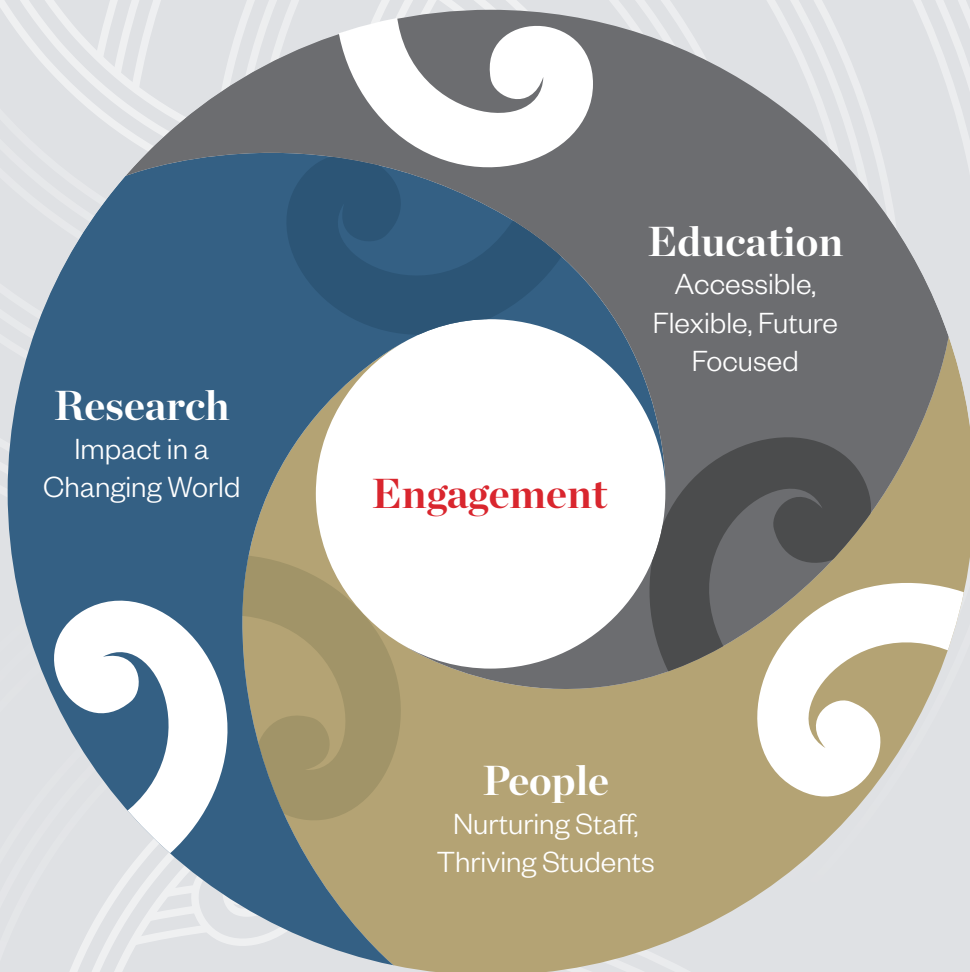 Education
Accessible,
Flexible, Future
Focused
Research
Impact in a
Changing World
Engagement
People
Nurturing Staff,
Thriving Students